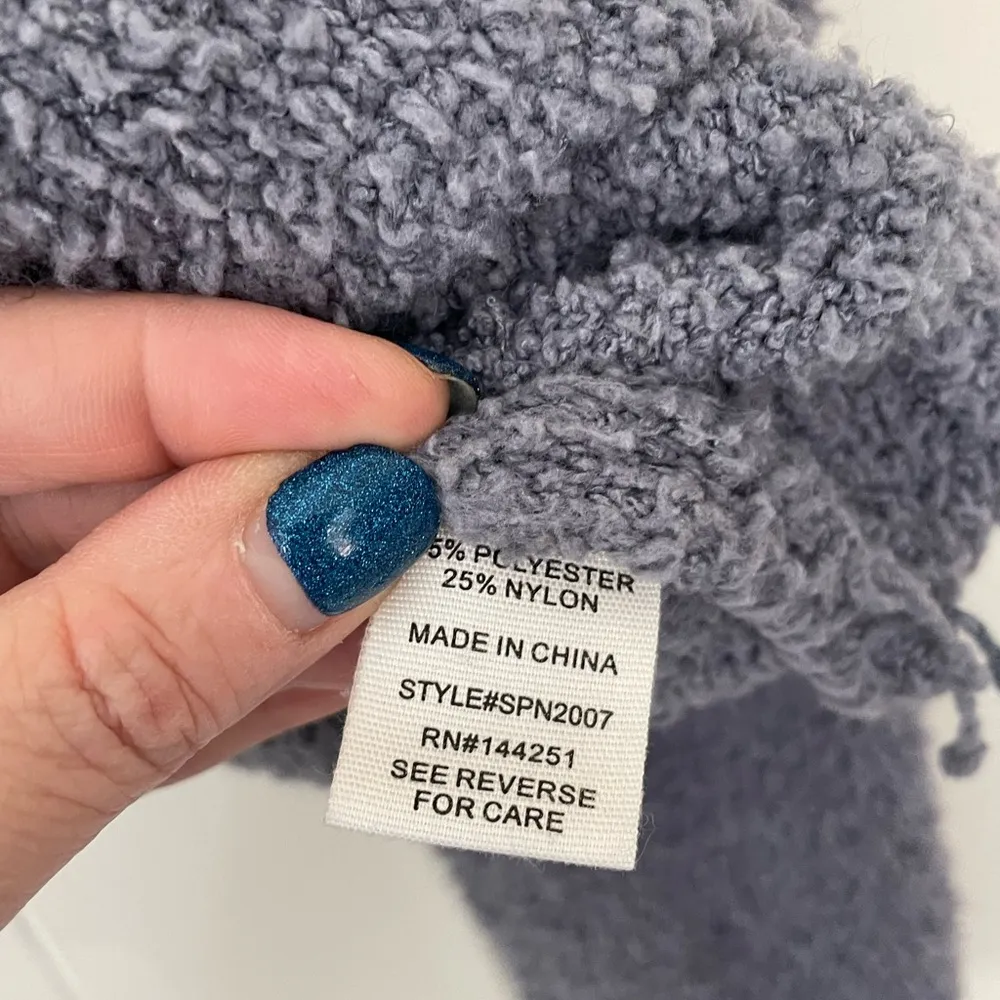 5% POLYESTER
25% NYLON
MADE IN CHINA
STYLE#SPN2007
RN#144251
SEE REVERSE
FOR CARE